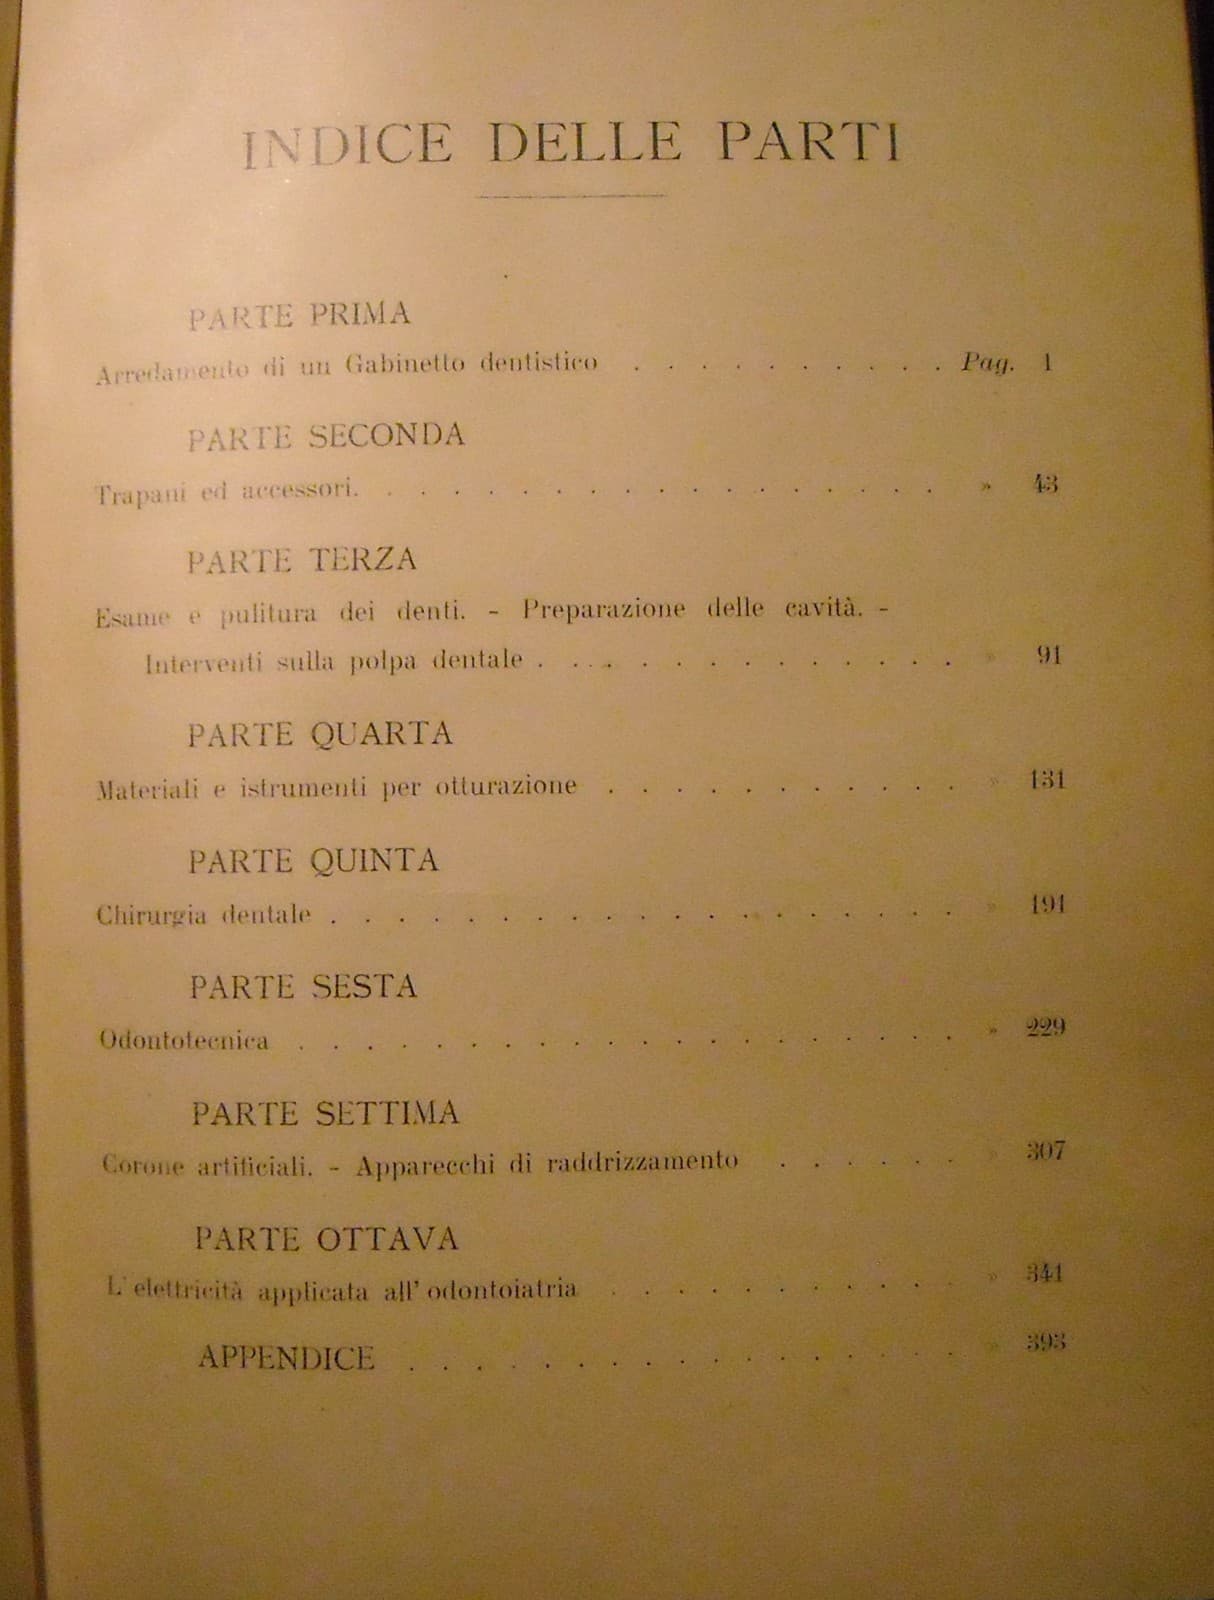 INDICE DELLE PARTI
PARTE PRIMA
Arredamento di un Gabinetto dentistico . . . . . . . . . . Pag. 1
PARTE SECONDA
Trapani ed accessori. . . . . . . . . . . . . . . . . . » 43
PARTE TERZA
Esame e pulitura dei denti. - Preparazione delle cavità. -
Interventi sulla polpa dentale . . . . . . . . . . . . . . » 91
PARTE QUARTA
Materiali e istrumenti per otturazione . . . . . . . . . . . » 131
PARTE QUINTA
Chirurgia dentale . . . . . . . . . . . . . . . . . . . » 191
PARTE SESTA
Odontotecnica . . . . . . . . . . . . . . . . . . . . » 229
PARTE SETTIMA
Corone artificiali. - Apparecchi di raddrizzamento . . . . . . » 307
PARTE OTTAVA
L'elettricità applicata all'odontoiatria . . . . . . . . . . . » 341
APPENDICE . . . . . . . . . . . . . . . . . » 393